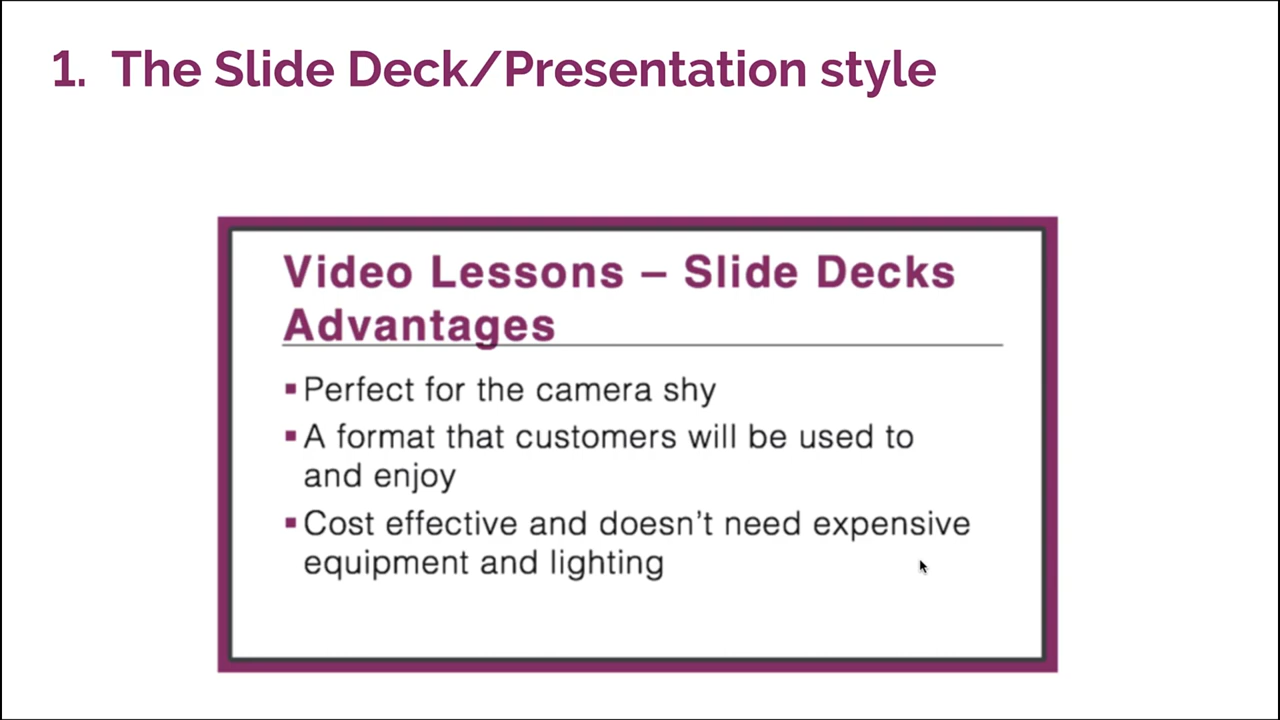 1. The Slide Deck/Presentation style
Video Lessons – Slide Decks
Advantages
▪Perfect for the camera shy
▪A format that customers will be used to
and enjoy
▪Cost effective and doesn't need expensive
equipment and lighting